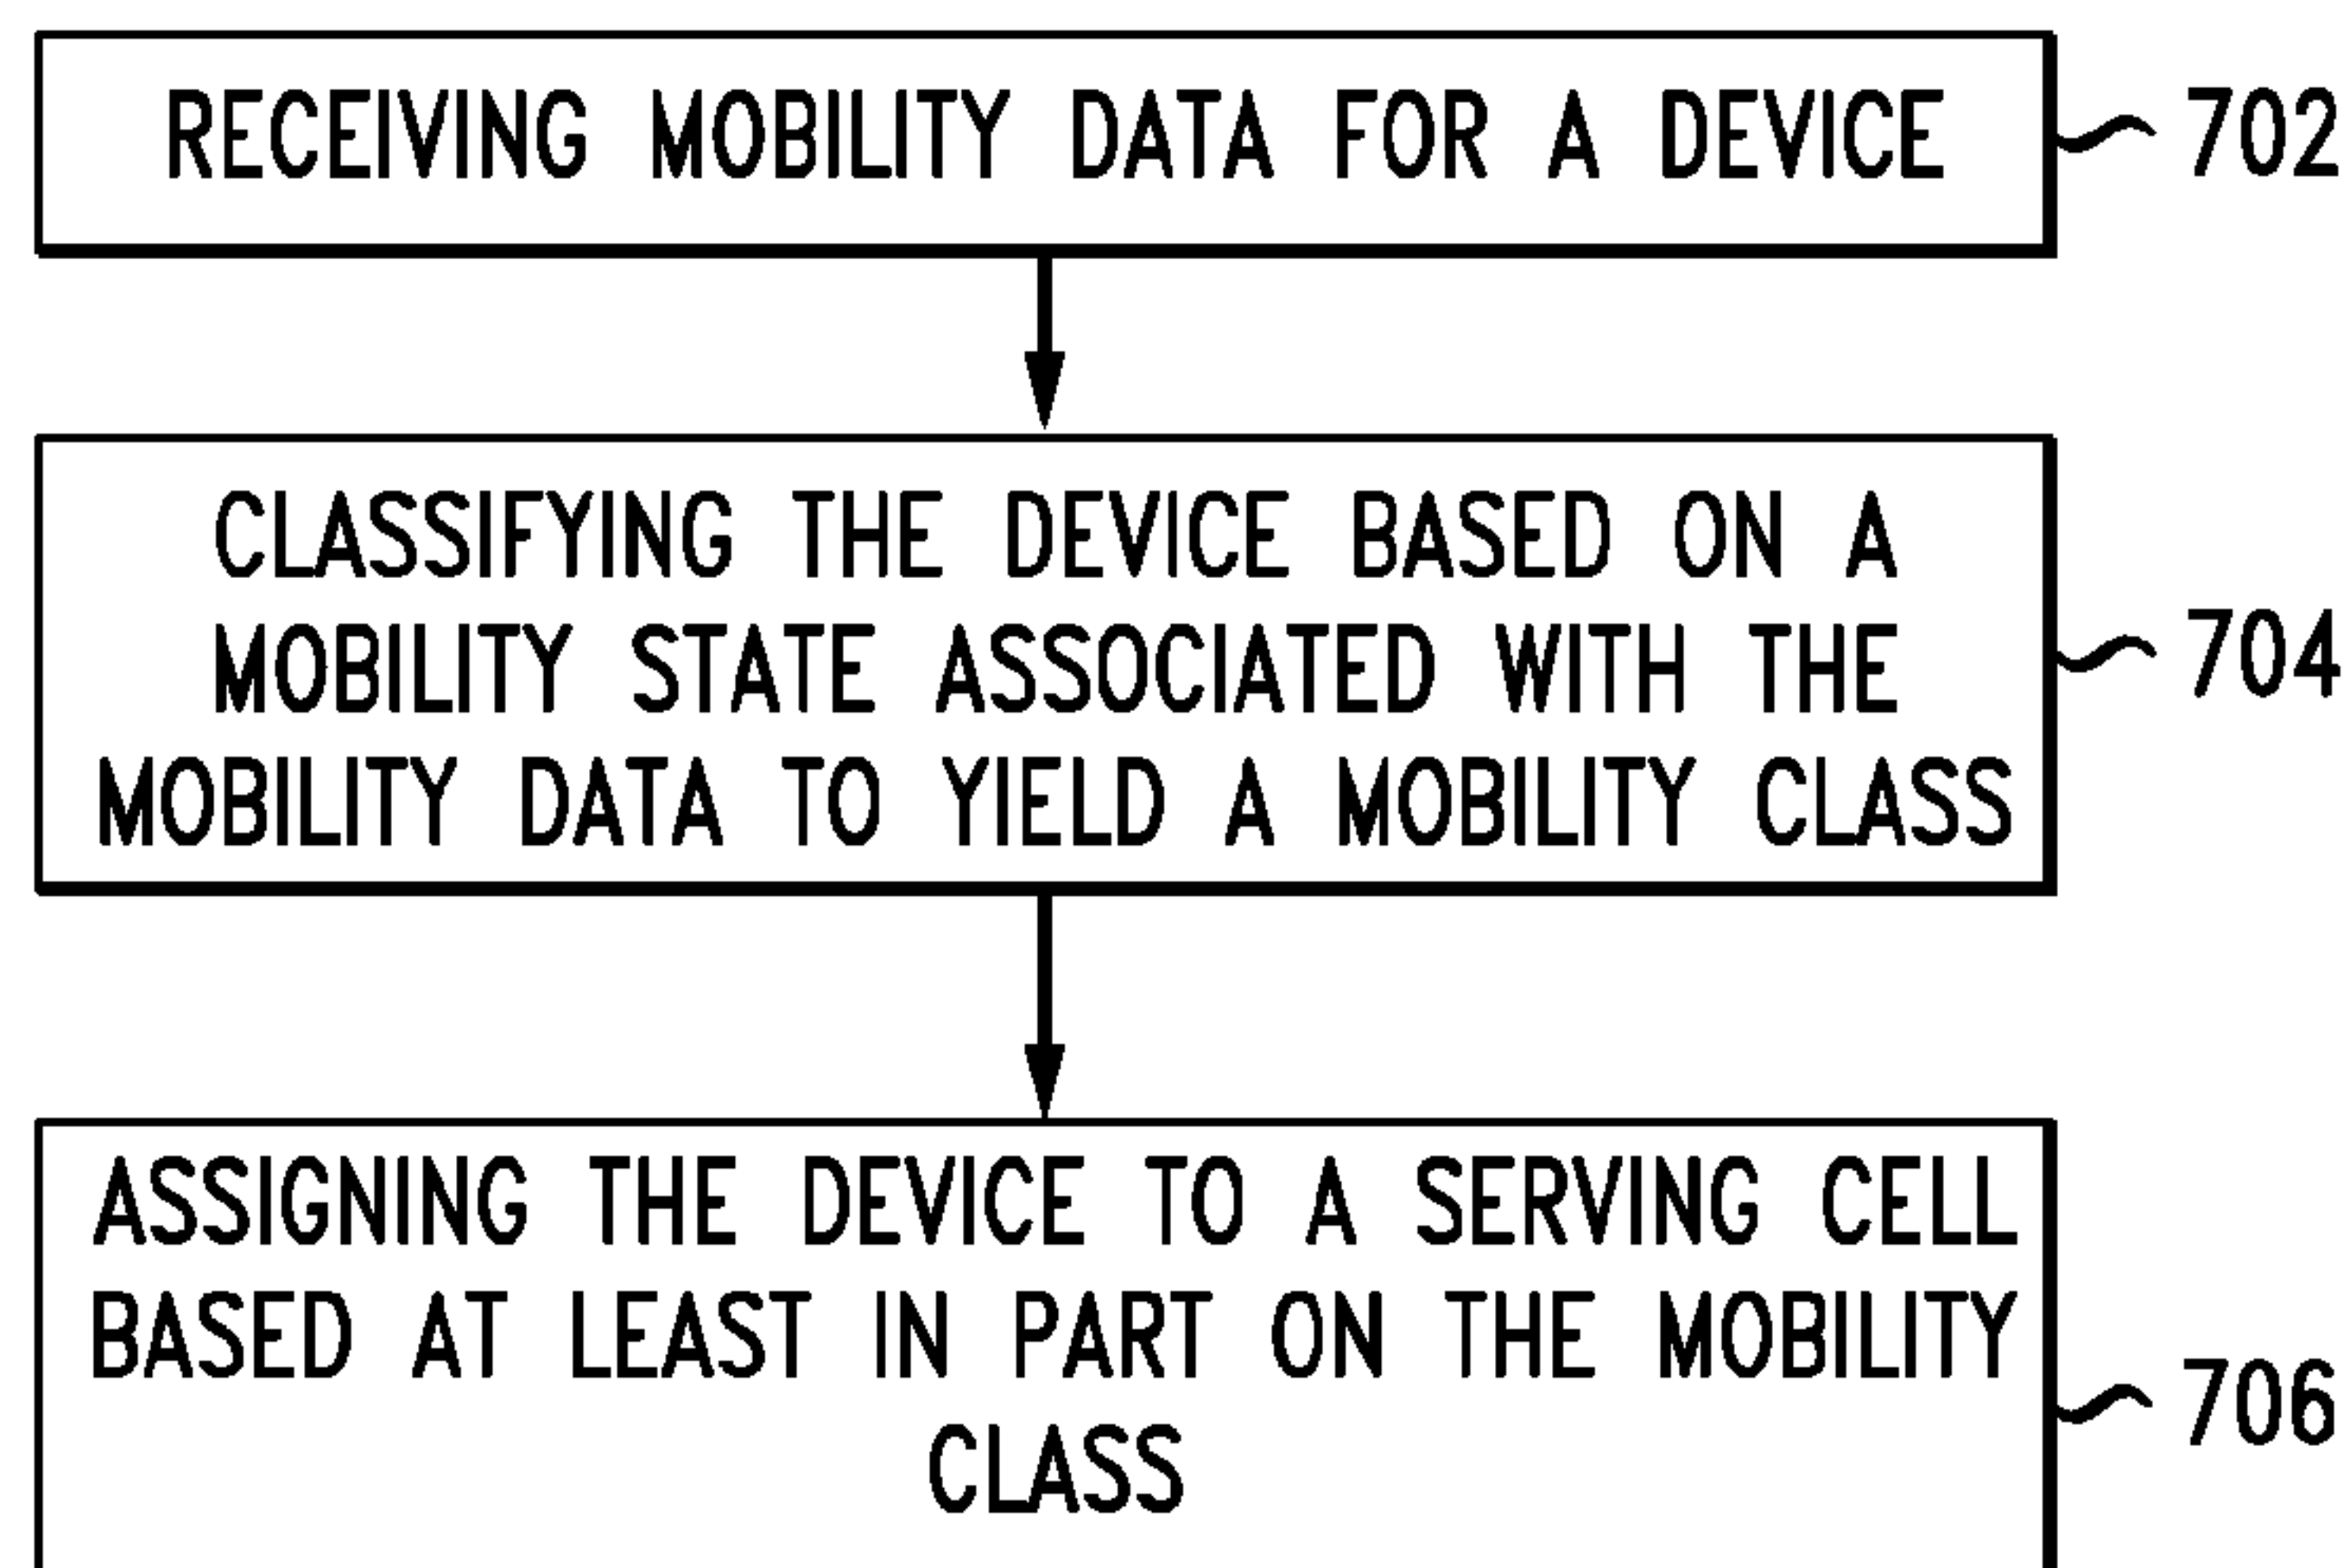 RECEIVING MOBILITY DATA FOR A DEVICE
702
CLASSIFYING THE DEVICE BASED ON A
MOBILITY STATE ASSOCIATED WITH THE
MOBILITY DATA TO YIELD A MOBILITY CLASS
704
ASSIGNING THE DEVICE TO A SERVING CELL
BASED AT LEAST IN PART ON THE MOBILITY
CLASS
706